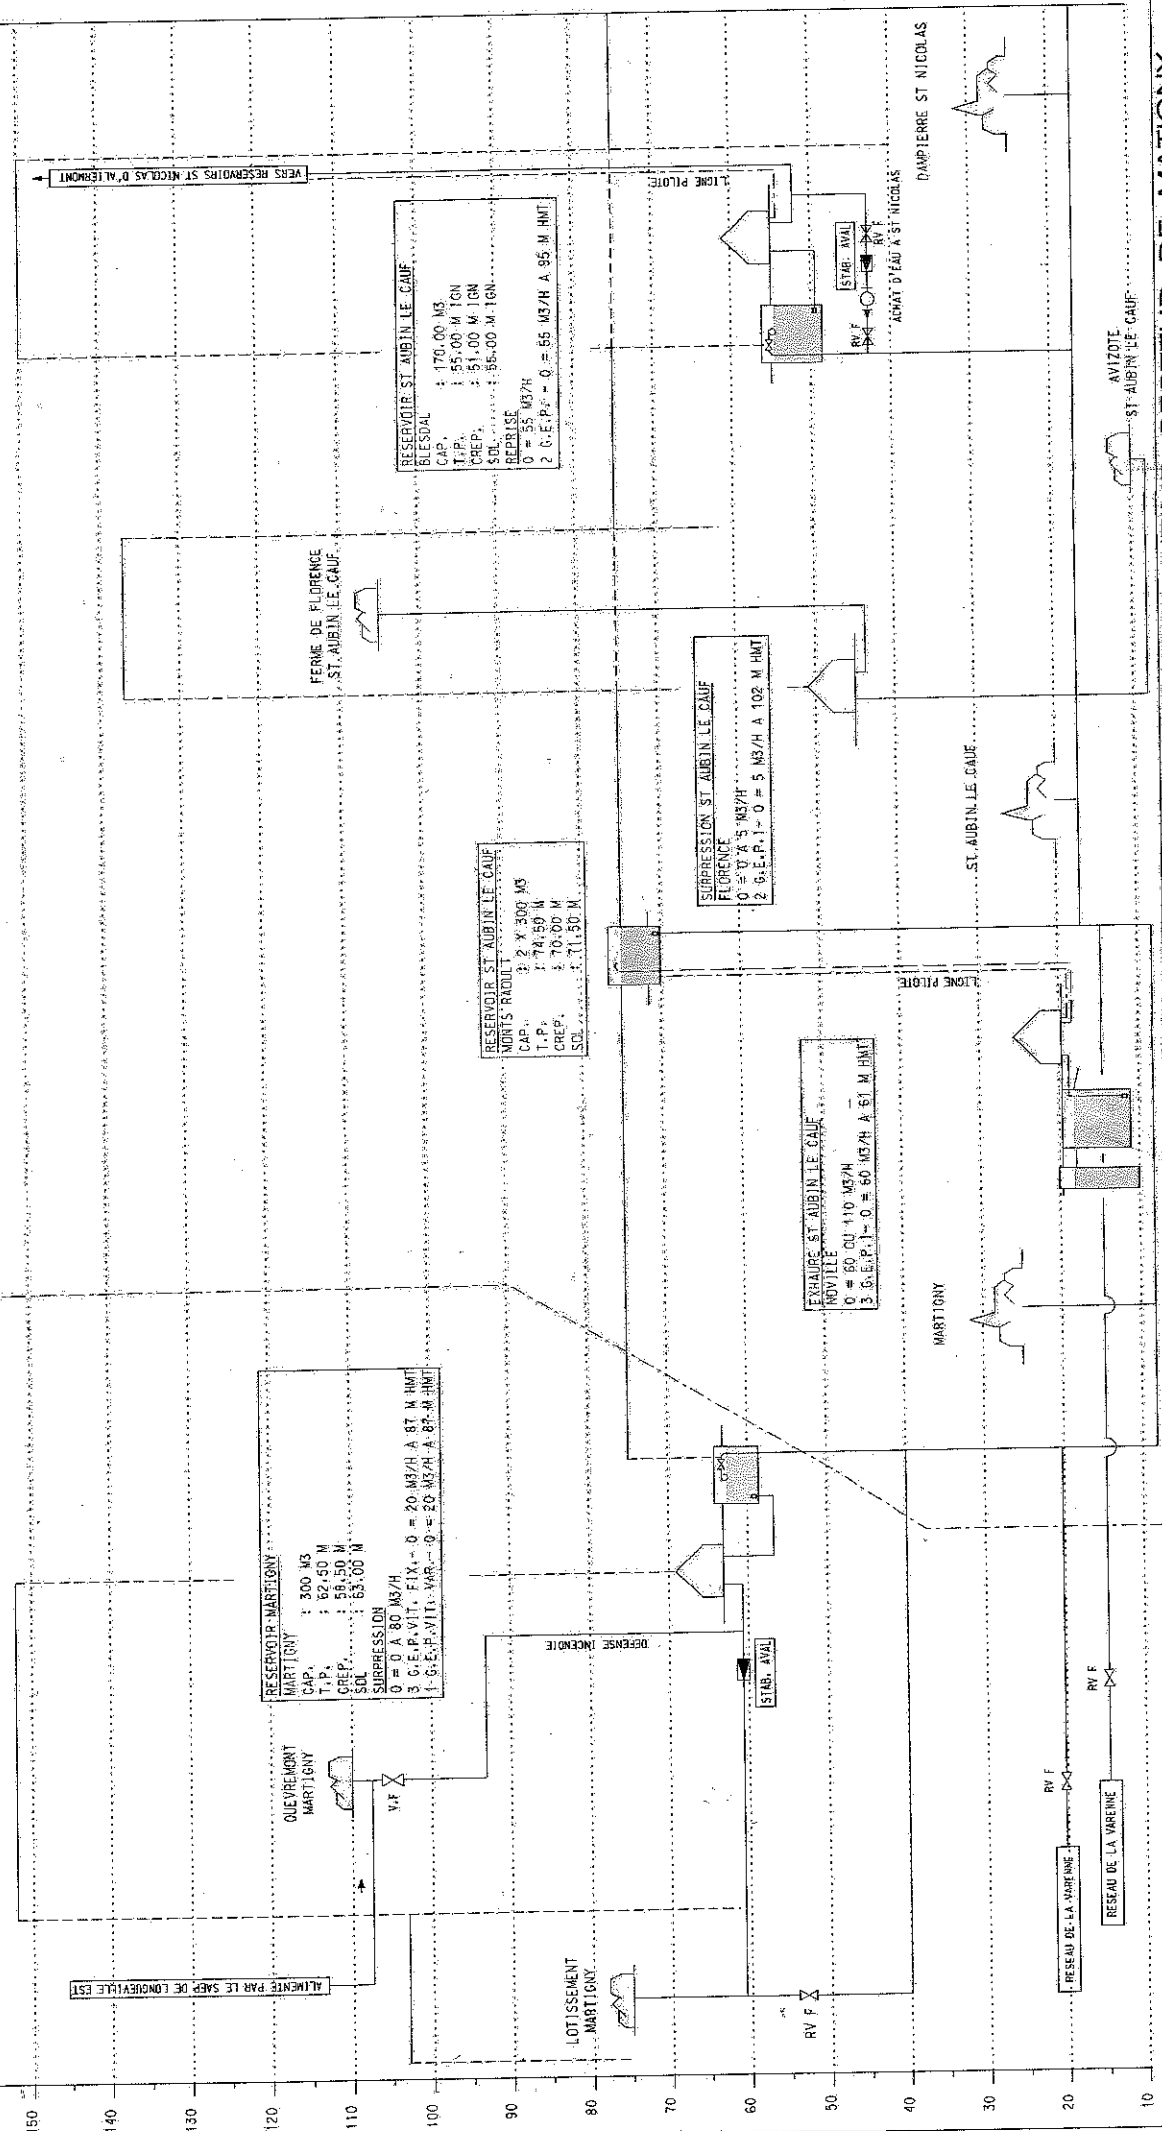 VERS RESERVOIRS ST NICOLAS D'ALIERMONT
RESERVOIR ST AUBIN LE CAUF
BLESDAL
CAP. : 170.00 M3
T.P. : 55.00 M IGN
CREP. : 51.00 M IGN
SOL : 55.00 M IGN
REPRISE
Q = 55 M3/H
2 G.E.P. - Q = 55 M3/H A 95 M HMT
LIGNE PILOTE
STAB. AVAL
RV F
RV F
ACHAT D'EAU A ST NICOLAS
DAMPIERRE ST NICOLAS
FERME DE FLORENCE
ST AUBIN LE CAUF
AVIZOTE
ST AUBIN LE CAUF
SURPRESSION ST AUBIN LE CAUF
FLORENCE
Q = 0 A 5 M3/H
2 G.E.P. - Q = 5 M3/H A 102 M HMT
ST AUBIN LE CAUF
RESERVOIR ST AUBIN LE CAUF
MONTS RAOULT
CAP. : 2 X 300 M3
T.P. : 74.50 M
CREP. : 70.00 M
SOL : 71.50 M
LIGNE PILOTE
EXHAURE ST AUBIN LE CAUF
NOVILLE
Q = 60 OU 110 M3/H
3 G.E.P. - Q = 60 M3/H A 61 M HMT
MARTIGNY
RESERVOIR MARTIGNY
MARTIGNY
CAP. : 300 M3
T.P. : 62.50 M
CREP. : 58.50 M
SOL : 63.00 M
SURPRESSION
Q = 0 A 80 M3/H
3 G.E.P. VIT. FIX. - Q = 20 M3/H A 87 M HMT
1 G.E.P. VIT. VAR. - Q = 20 M3/H A 87 M HMT
DEFENSE INCENDIE
STAB. AVAL
QUEVREMONT
MARTIGNY
V.F
ALIMENTE PAR LE SAEP DE LONGUEVILLE EST
LOTISSEMENT
MARTIGNY
RV F
RV F
RESEAU DE LA VARENNE
RV F
RESEAU DE LA VARENNE
150
140
130
120
110
100
90
80
70
60
50
40
30
20
10